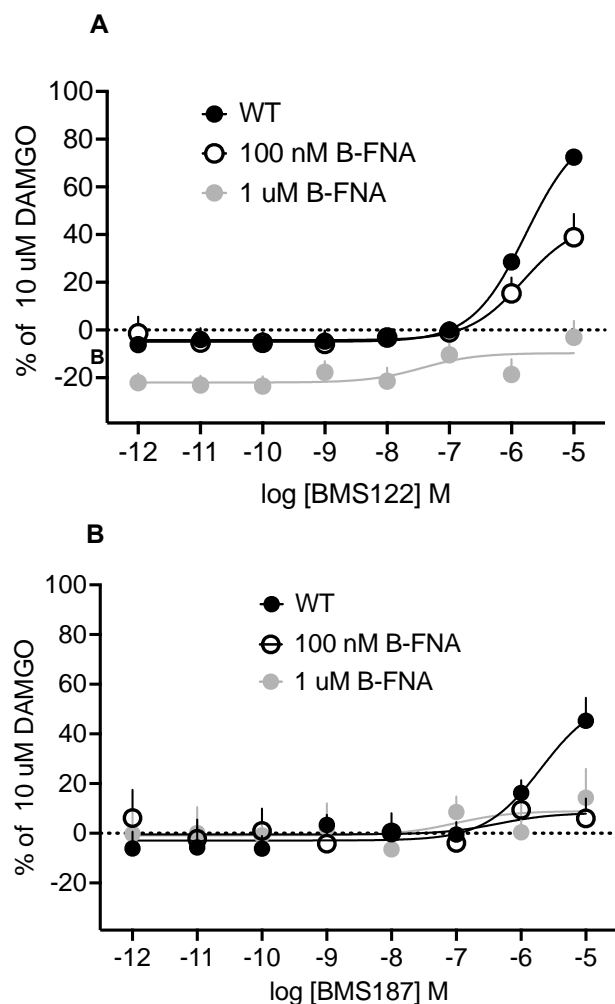 A
% of 10 uM DAMGO
100
80
60
40
20
0
-20
WT
100 nM B-FNA
1 uM B-FNA
B
-12 -11 -10 -9 -8 -7 -6 -5
log [BMS122] M
B
% of 10 uM DAMGO
100
80
60
40
20
0
-20
WT
100 nM B-FNA
1 uM B-FNA
-12 -11 -10 -9 -8 -7 -6 -5
log [BMS187] M